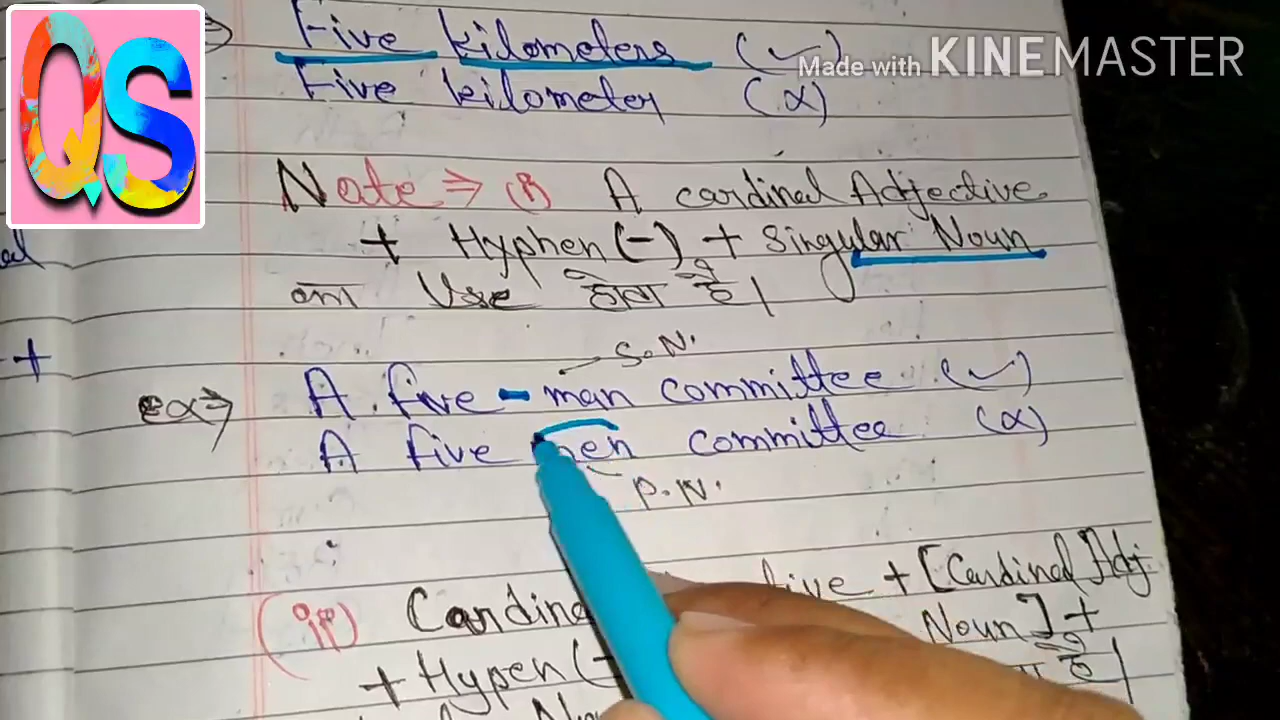 QS
Made with KINEMASTER
Five kilometers (✓)
Five kilometer (x)
Note ⇒ (i) A cardinal Adjective
+ Hyphen (-) + Singular Noun
का Use होता है।
S.N.
ex⇒ A five-man committee (✓)
A five men committee (x)
P.N.
(ii) + [Cardinal Adj
Noun] +
+ Hypen (-
है।
+